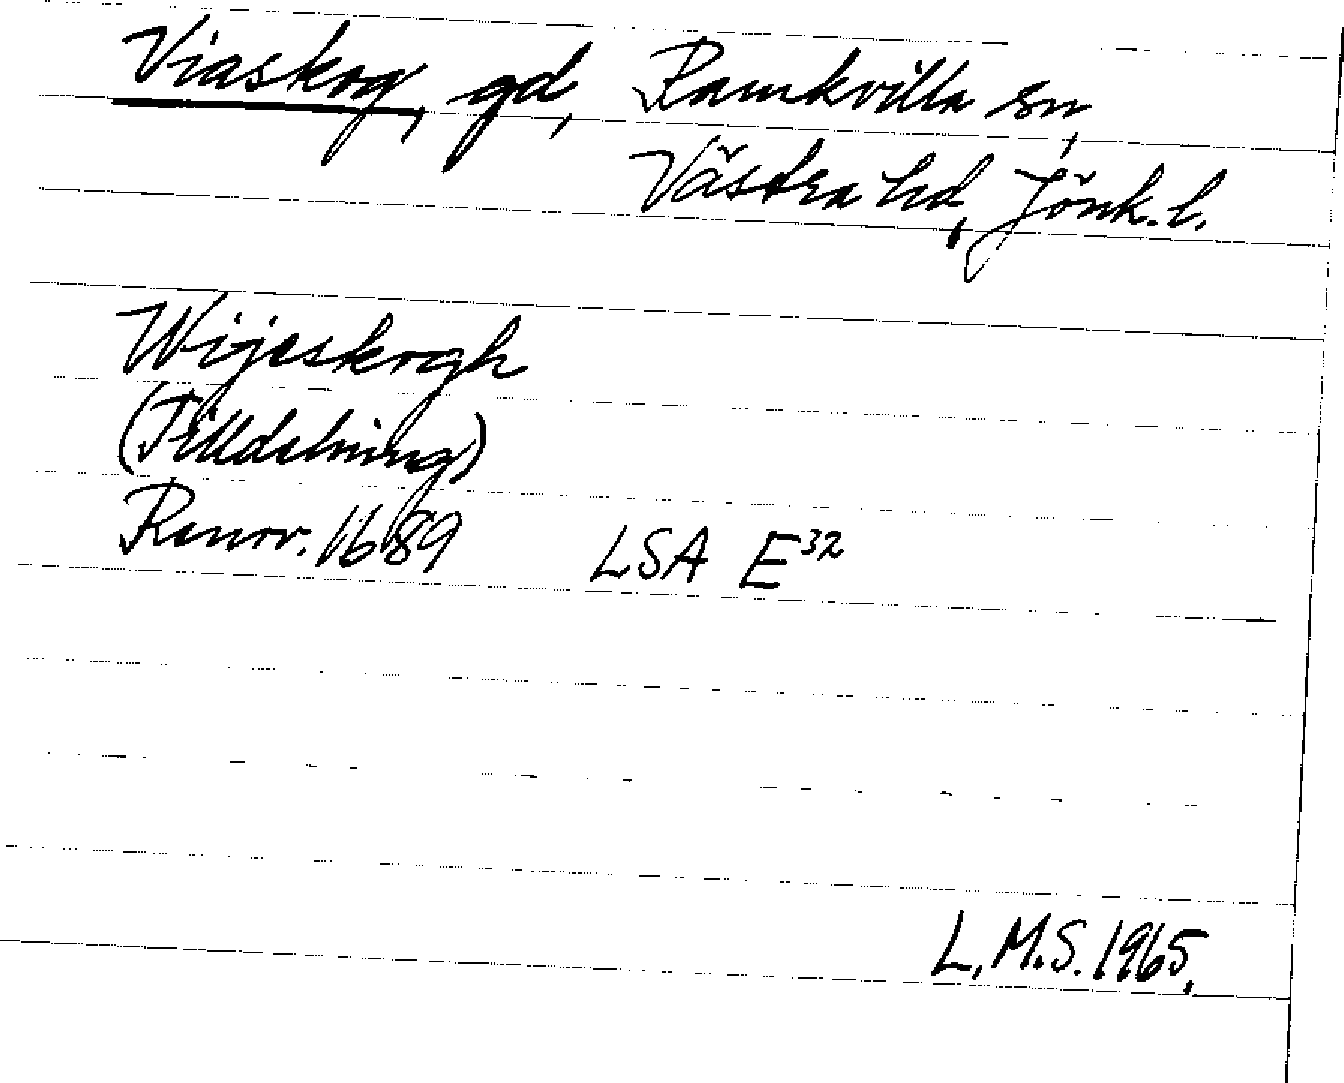 Viaskog, gd, Ramkvilla sn,
Västra hd, Jönk. l.
Wijeskogh
(Tilldelning)
Renov. 1689 LSA E³²
L.M.S. 1965.